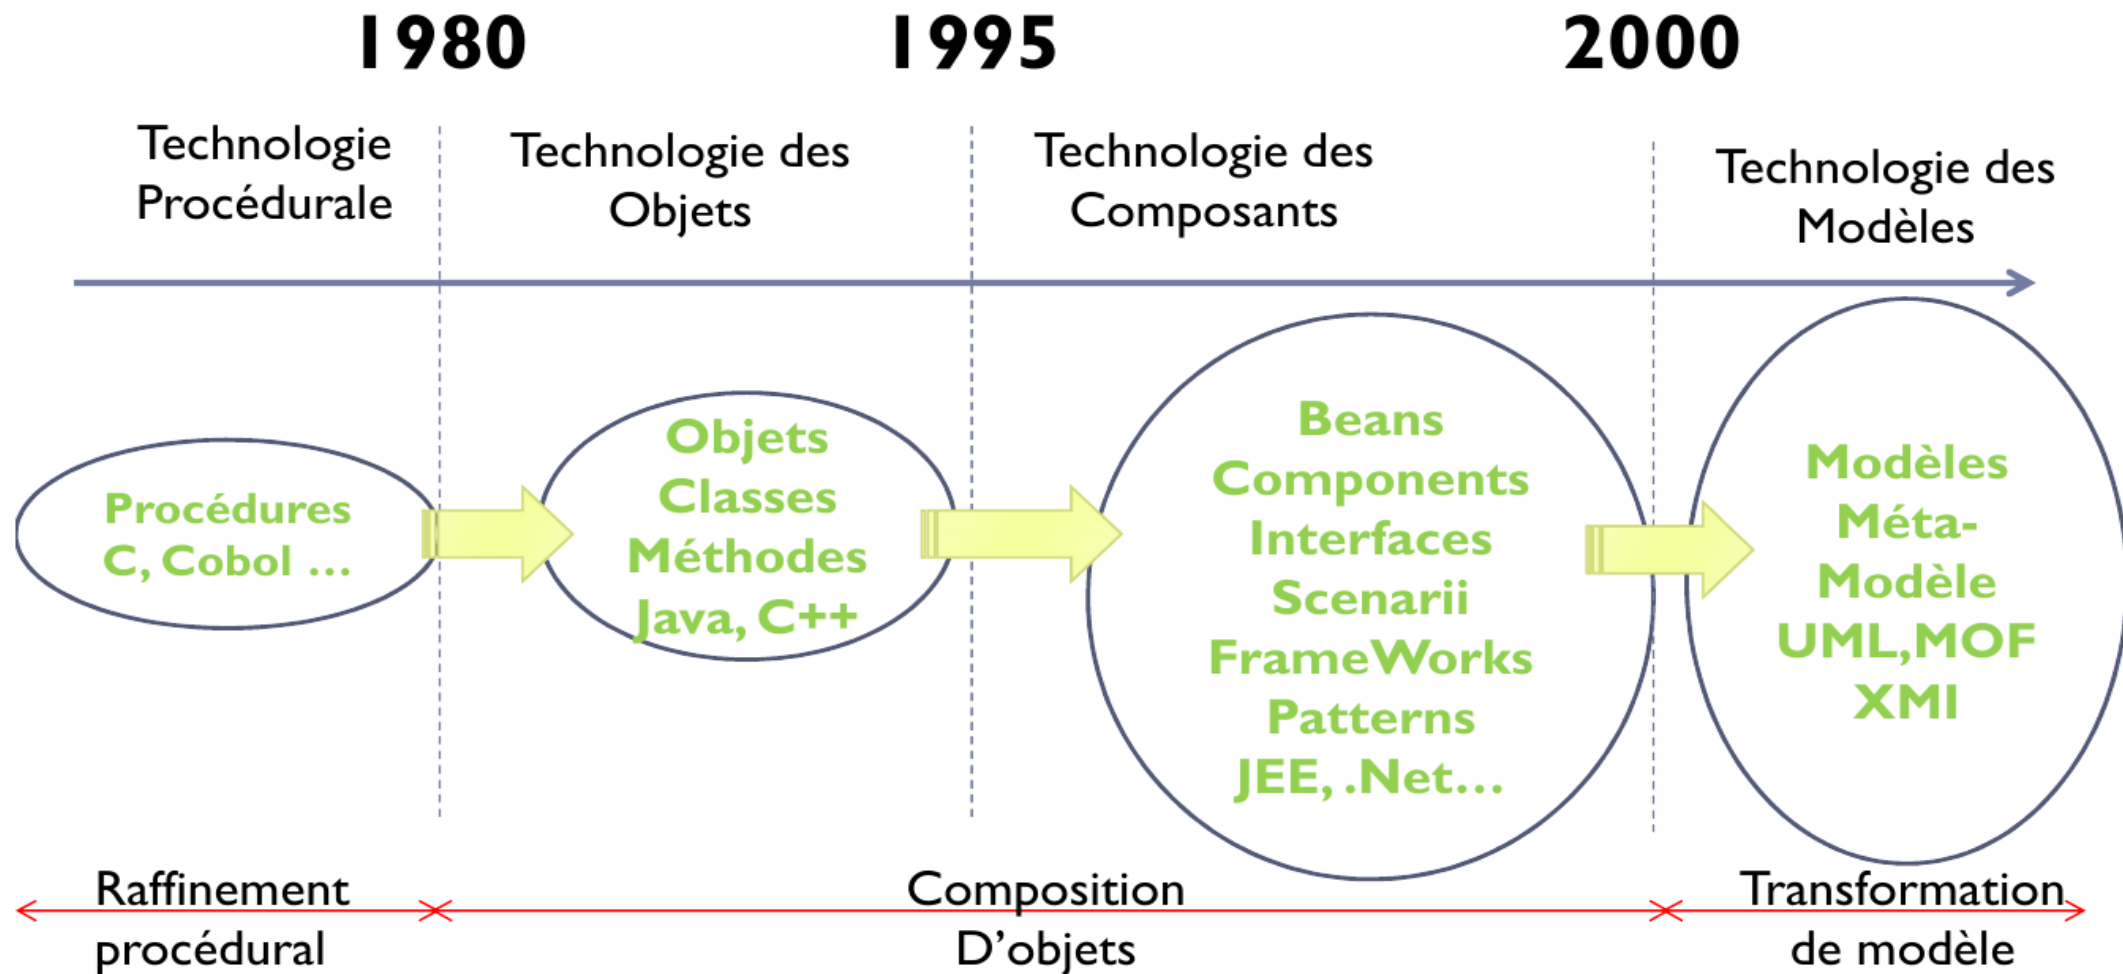 1980
1995
2000
Technologie
Procédurale
Technologie des
Objets
Technologie des
Composants
Technologie des
Modèles
Procédures
C, Cobol ...
Objets
Classes
Méthodes
Java, C++
Beans
Components
Interfaces
Scenarii
FrameWorks
Patterns
JEE, .Net...
Modèles
Méta-
Modèle
UML,MOF
XMI
Raffinement
procédural
Composition
D'objets
Transformation
de modèle